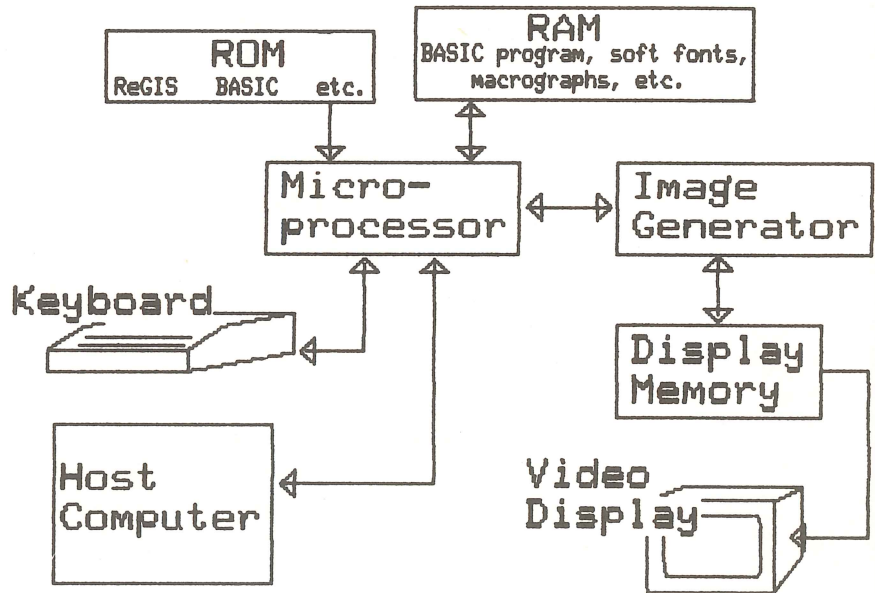 ROM
ReGIS BASIC etc.
RAM
BASIC program, soft fonts,
macrographs, etc.
Micro-
processor
Image
Generator
Keyboard
Display
Memory
Host
Computer
Video
Display